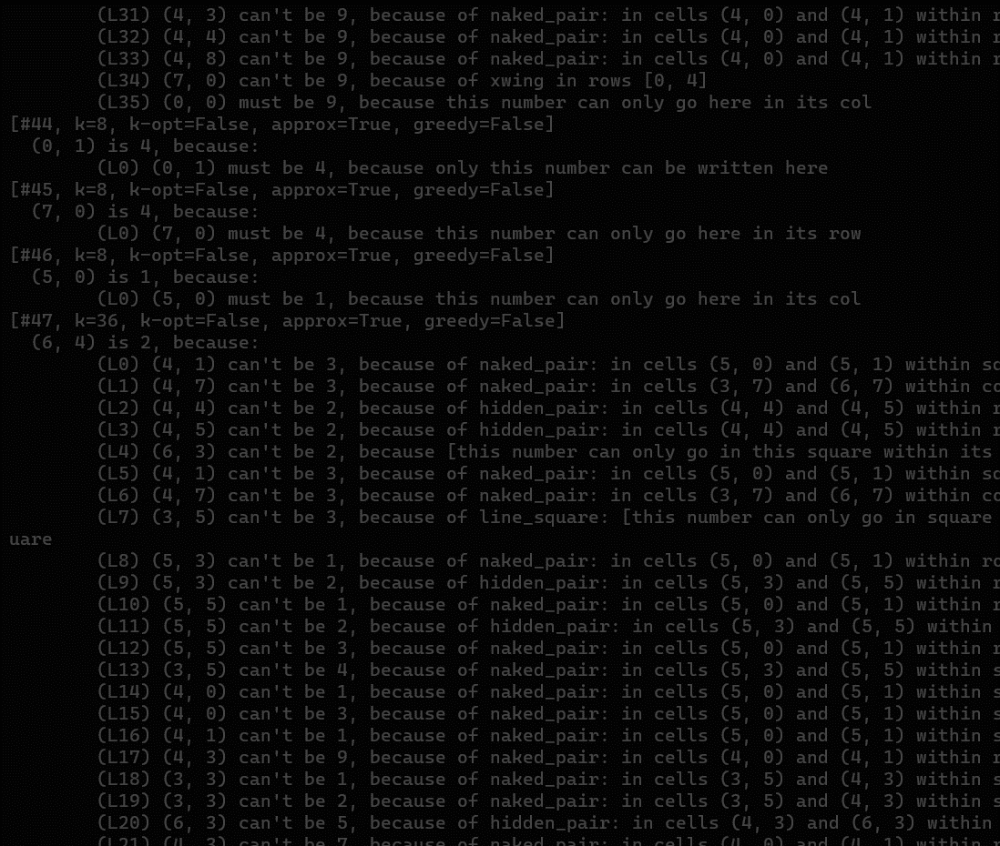 (L31) (4, 3) can't be 9, because of naked_pair: in cells (4, 0) and (4, 1) within r
(L32) (4, 4) can't be 9, because of naked_pair: in cells (4, 0) and (4, 1) within r
(L33) (4, 8) can't be 9, because of naked_pair: in cells (4, 0) and (4, 1) within r
(L34) (7, 0) can't be 9, because of xwing in rows [0, 4]
(L35) (0, 0) must be 9, because this number can only go here in its col
[#44, k=8, k-opt=False, approx=True, greedy=False]
(0, 1) is 4, because:
(L0) (0, 1) must be 4, because only this number can be written here
[#45, k=8, k-opt=False, approx=True, greedy=False]
(7, 0) is 4, because:
(L0) (7, 0) must be 4, because this number can only go here in its row
[#46, k=8, k-opt=False, approx=True, greedy=False]
(5, 0) is 1, because:
(L0) (5, 0) must be 1, because this number can only go here in its col
[#47, k=36, k-opt=False, approx=True, greedy=False]
(6, 4) is 2, because:
(L0) (4, 1) can't be 3, because of naked_pair: in cells (5, 0) and (5, 1) within sq
(L1) (4, 7) can't be 3, because of naked_pair: in cells (3, 7) and (6, 7) within co
(L2) (4, 4) can't be 2, because of hidden_pair: in cells (4, 4) and (4, 5) within r
(L3) (4, 5) can't be 2, because of hidden_pair: in cells (4, 4) and (4, 5) within r
(L4) (6, 3) can't be 2, because [this number can only go in this square within its
(L5) (4, 1) can't be 3, because of naked_pair: in cells (5, 0) and (5, 1) within sq
(L6) (4, 7) can't be 3, because of naked_pair: in cells (3, 7) and (6, 7) within co
(L7) (3, 5) can't be 3, because of line_square: [this number can only go in square
uare
(L8) (5, 3) can't be 1, because of naked_pair: in cells (5, 0) and (5, 1) within ro
(L9) (5, 3) can't be 2, because of hidden_pair: in cells (5, 3) and (5, 5) within r
(L10) (5, 5) can't be 1, because of naked_pair: in cells (5, 0) and (5, 1) within r
(L11) (5, 5) can't be 2, because of hidden_pair: in cells (5, 3) and (5, 5) within
(L12) (5, 5) can't be 3, because of naked_pair: in cells (5, 0) and (5, 1) within r
(L13) (3, 5) can't be 4, because of naked_pair: in cells (5, 3) and (5, 5) within s
(L14) (4, 0) can't be 1, because of naked_pair: in cells (5, 0) and (5, 1) within s
(L15) (4, 0) can't be 3, because of naked_pair: in cells (5, 0) and (5, 1) within s
(L16) (4, 1) can't be 1, because of naked_pair: in cells (5, 0) and (5, 1) within s
(L17) (4, 3) can't be 9, because of naked_pair: in cells (4, 0) and (4, 1) within r
(L18) (3, 3) can't be 1, because of naked_pair: in cells (3, 5) and (4, 3) within s
(L19) (3, 3) can't be 2, because of naked_pair: in cells (3, 5) and (4, 3) within s
(L20) (6, 3) can't be 5, because of hidden_pair: in cells (4, 3) and (6, 3) within
(L21) (4, 3) can't be 7, because of naked_pair: in cells (4, 0) and (4, 1) within r